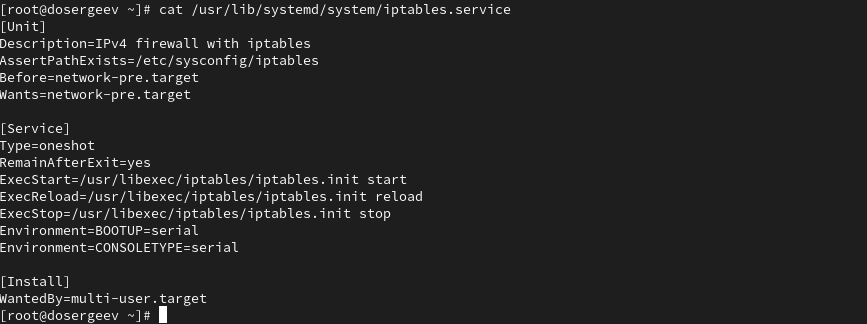 [root@dosergeev ~]# cat /usr/lib/systemd/system/iptables.service
[Unit]
Description=IPv4 firewall with iptables
AssertPathExists=/etc/sysconfig/iptables
Before=network-pre.target
Wants=network-pre.target

[Service]
Type=oneshot
RemainAfterExit=yes
ExecStart=/usr/libexec/iptables/iptables.init start
ExecReload=/usr/libexec/iptables/iptables.init reload
ExecStop=/usr/libexec/iptables/iptables.init stop
Environment=BOOTUP=serial
Environment=CONSOLETYPE=serial

[Install]
WantedBy=multi-user.target
[root@dosergeev ~]#